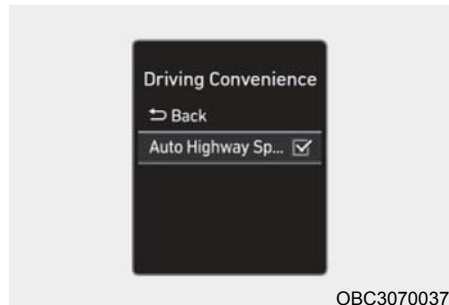 Driving Convenience
⮌ Back
Auto Highway Sp... ☑
OBC3070037